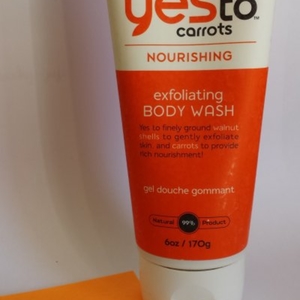 yes to™
carrots
NOURISHING
exfoliating
BODY WASH
Yes to finely ground walnut
shells to gently exfoliate
skin and carrots to provide
rich nourishment!
gel douche gommant
Natural 99% Product
6oz / 170g